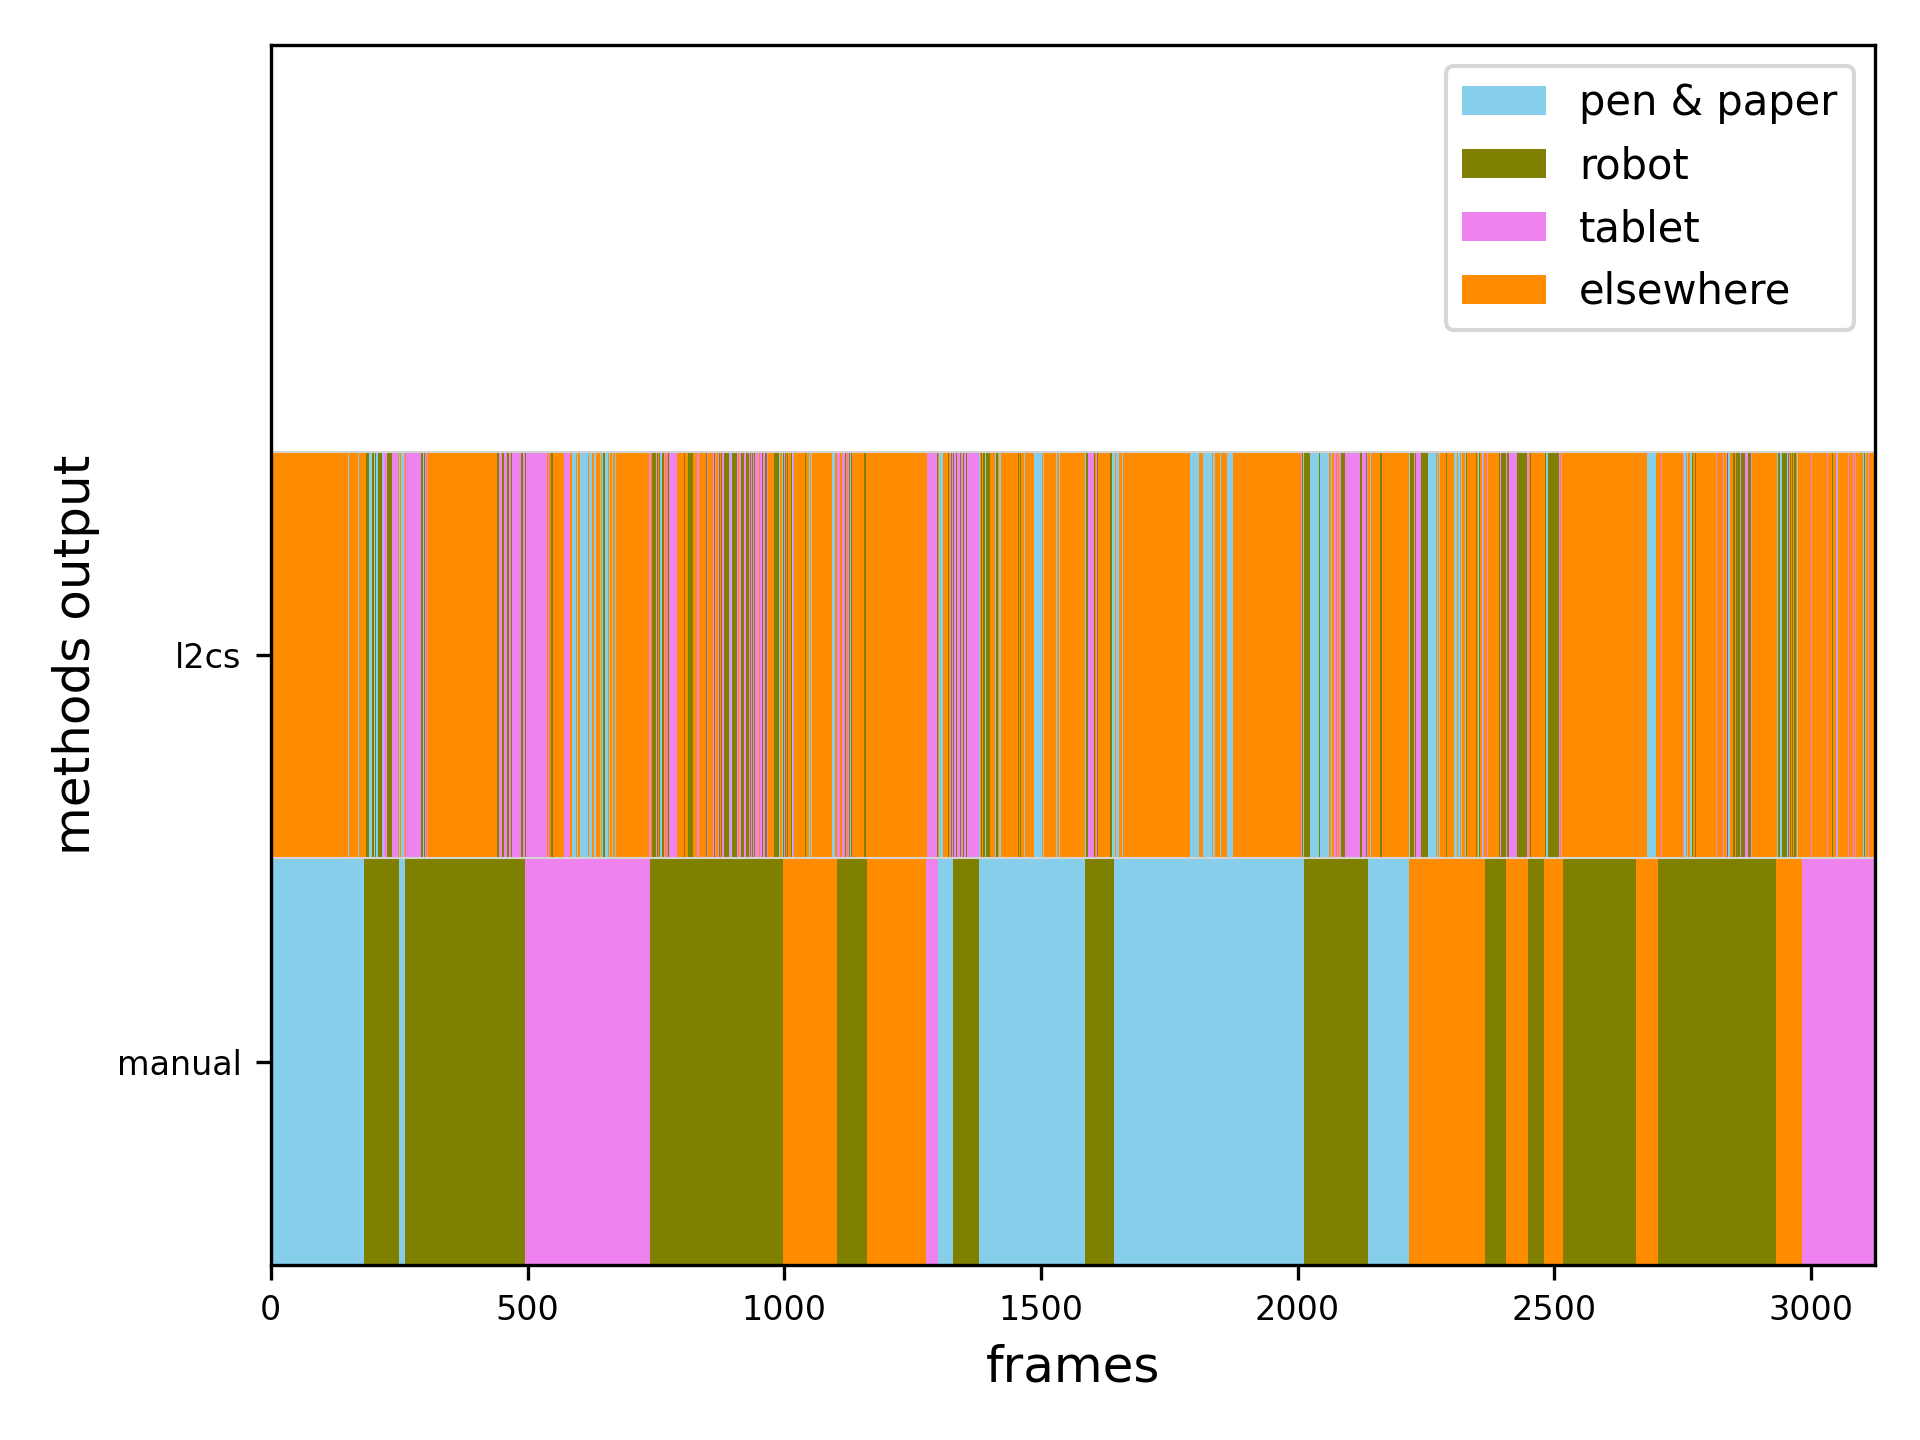 pen & paper
robot
tablet
elsewhere
methods output
l2cs
manual
0 500 1000 1500 2000 2500 3000
frames